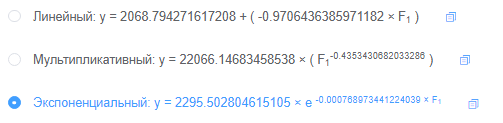 Линейный: y = 2068.794271617208 + ( -0.9706436385971182 × F₁ )
Мультипликативный: y = 22066.14683458538 × ( F₁^-0.4353430682033286 )
Экспоненциальный: y = 2295.502804615105 × e^-0.000768973441224039 × F₁